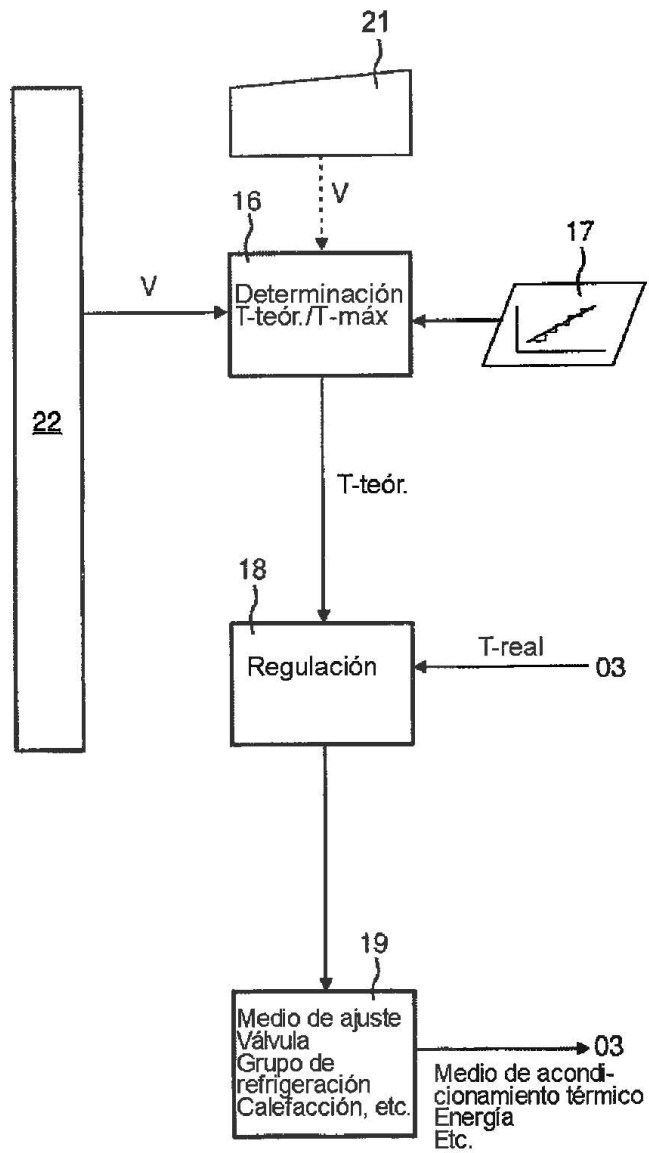 21
V
16
17
Determinación
T-teór./T-máx
V
22
T-teór.
18
Regulación
T-real
03
19
Medio de ajuste
Válvula
Grupo de
refrigeración
Calefacción, etc.
03
Medio de acondi-
cionamiento térmico
Energía
Etc.